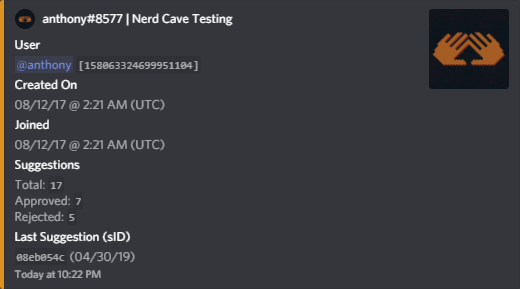 anthony#8577 | Nerd Cave Testing
User
@anthony [158063324699951104]
Created On
08/12/17 @ 2:21 AM (UTC)
Joined
08/12/17 @ 2:21 AM (UTC)
Suggestions
Total: 17
Approved: 7
Rejected: 5
Last Suggestion (sID)
08eb054c (04/30/19)
Today at 10:22 PM